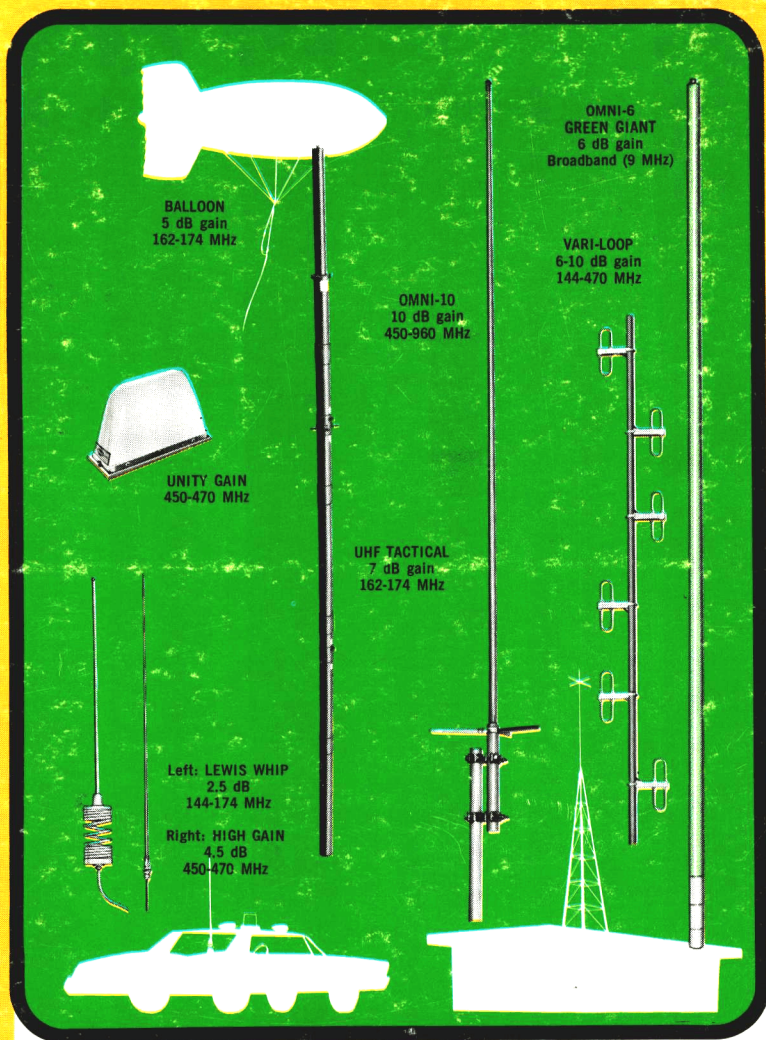 OMNI-6
GREEN GIANT
6 dB gain
Broadband (9 MHz)
BALLOON
5 dB gain
162-174 MHz
VARI-LOOP
6-10 dB gain
144-470 MHz
OMNI-10
10 dB gain
450-960 MHz
UNITY GAIN
450-470 MHz
UHF TACTICAL
7 dB gain
162-174 MHz
Left: LEWIS WHIP
2.5 dB
144-174 MHz
Right: HIGH GAIN
4.5 dB
450-470 MHz